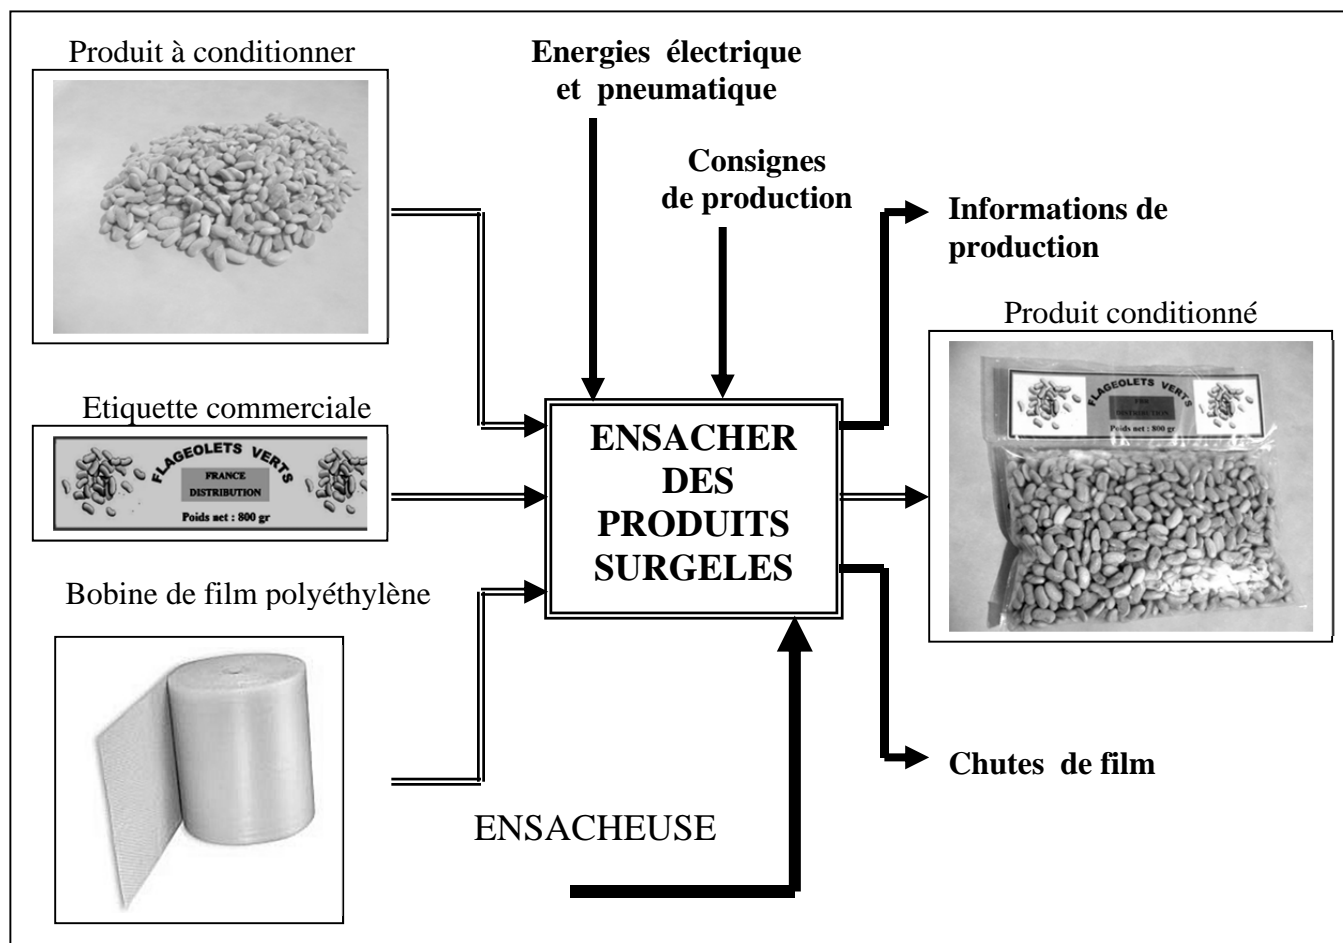 Produit à conditionner
Energies électrique
et pneumatique
Consignes
de production
Informations de
production
Produit conditionné
FLAGEOLETS VERTS
DISTRIBUTION
Poids net : 800 gr
Etiquette commerciale
FLAGEOLETS VERTS
FRANCE
DISTRIBUTION
Poids net : 800 gr
ENSACHER
DES
PRODUITS
SURGELES
Bobine de film polyéthylène
Chutes de film
ENSACHEUSE